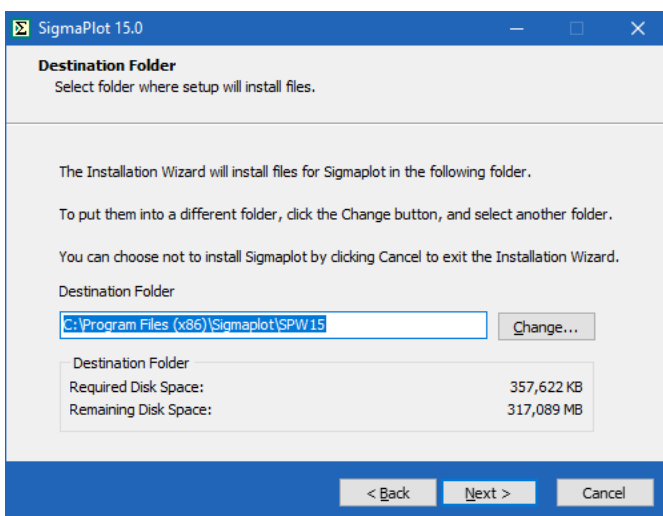 SigmaPlot 15.0
Destination Folder
Select folder where setup will install files.
The Installation Wizard will install files for Sigmaplot in the following folder.
To put them into a different folder, click the Change button, and select another folder.
You can choose not to install Sigmaplot by clicking Cancel to exit the Installation Wizard.
Destination Folder
C:\Program Files (x86)\Sigmaplot\SPW15
Change...
Destination Folder
Required Disk Space: 357,622 KB
Remaining Disk Space: 317,089 MB
< Back Next > Cancel